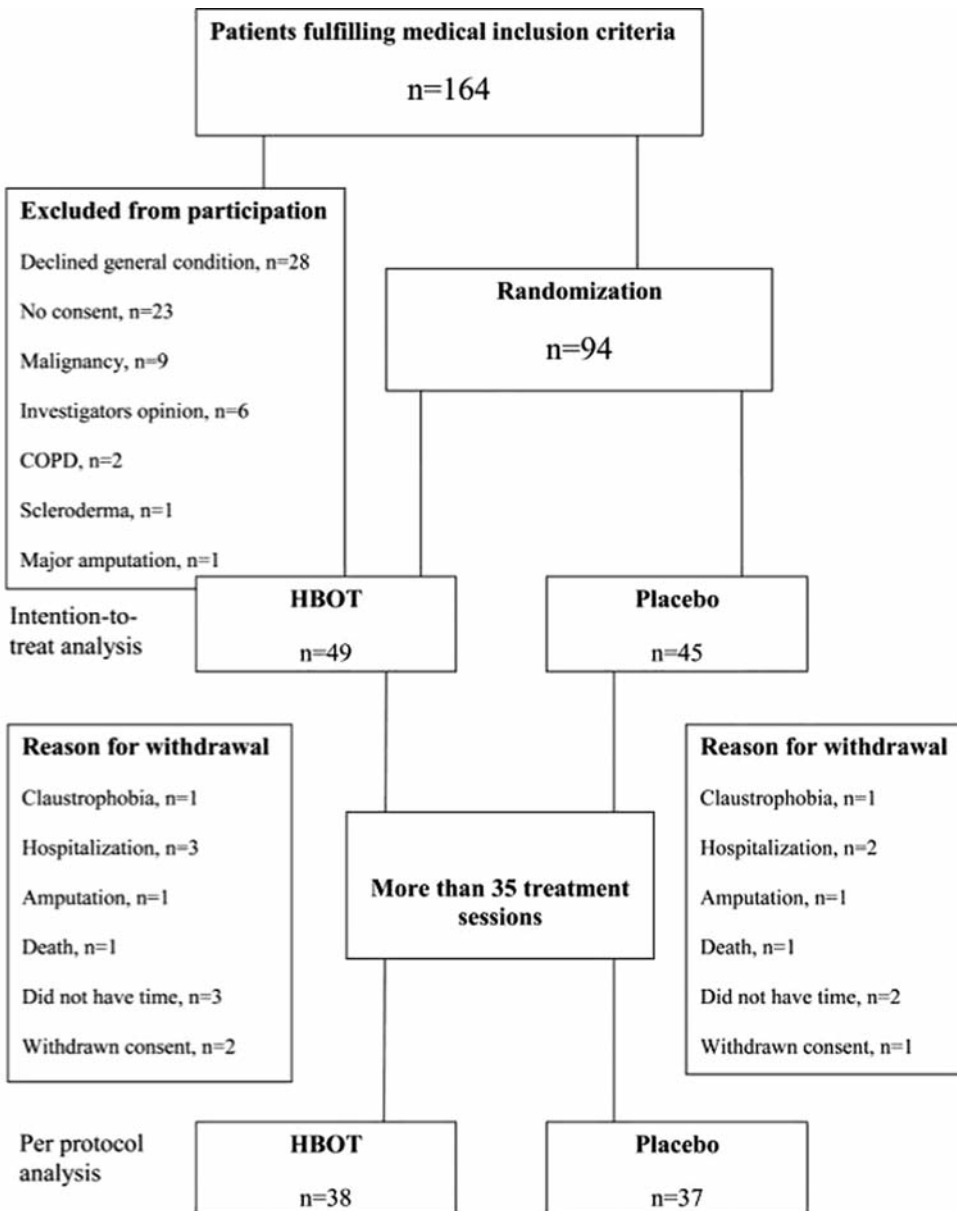 Patients fulfilling medical inclusion criteria
n=164
Excluded from participation
Declined general condition, n=28
No consent, n=23
Malignancy, n=9
Investigators opinion, n=6
COPD, n=2
Scleroderma, n=1
Major amputation, n=1
Randomization
n=94
Intention-to-
treat analysis
HBOT
n=49
Placebo
n=45
Reason for withdrawal
Claustrophobia, n=1
Hospitalization, n=3
Amputation, n=1
Death, n=1
Did not have time, n=3
Withdrawn consent, n=2
More than 35 treatment
sessions
Reason for withdrawal
Claustrophobia, n=1
Hospitalization, n=2
Amputation, n=1
Death, n=1
Did not have time, n=2
Withdrawn consent, n=1
Per protocol
analysis
HBOT
n=38
Placebo
n=37